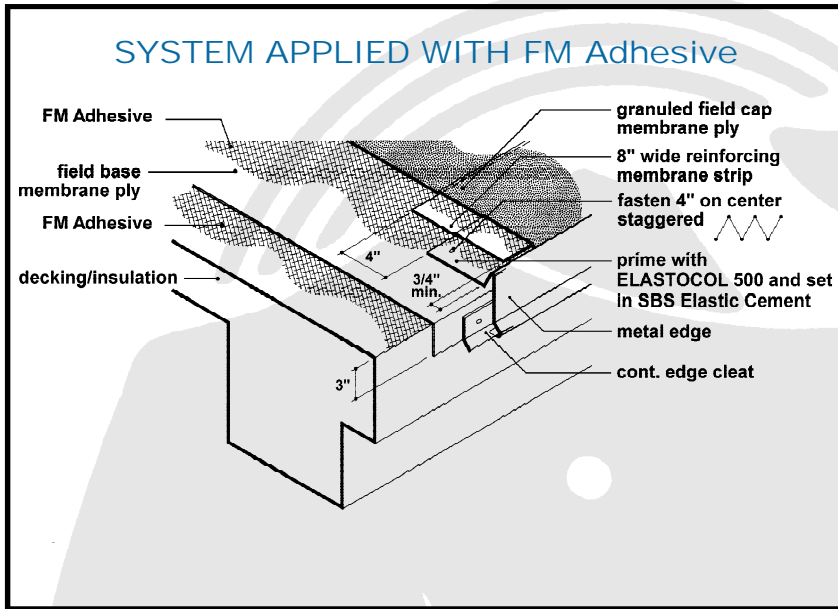 SYSTEM APPLIED WITH FM Adhesive
FM Adhesive
field base
membrane ply
FM Adhesive
decking/insulation
granuled field cap
membrane ply
8" wide reinforcing
membrane strip
fasten 4" on center
staggered
prime with
ELASTOCOL 500 and set
in SBS Elastic Cement
metal edge
cont. edge cleat
4"
3/4"
min.
3"